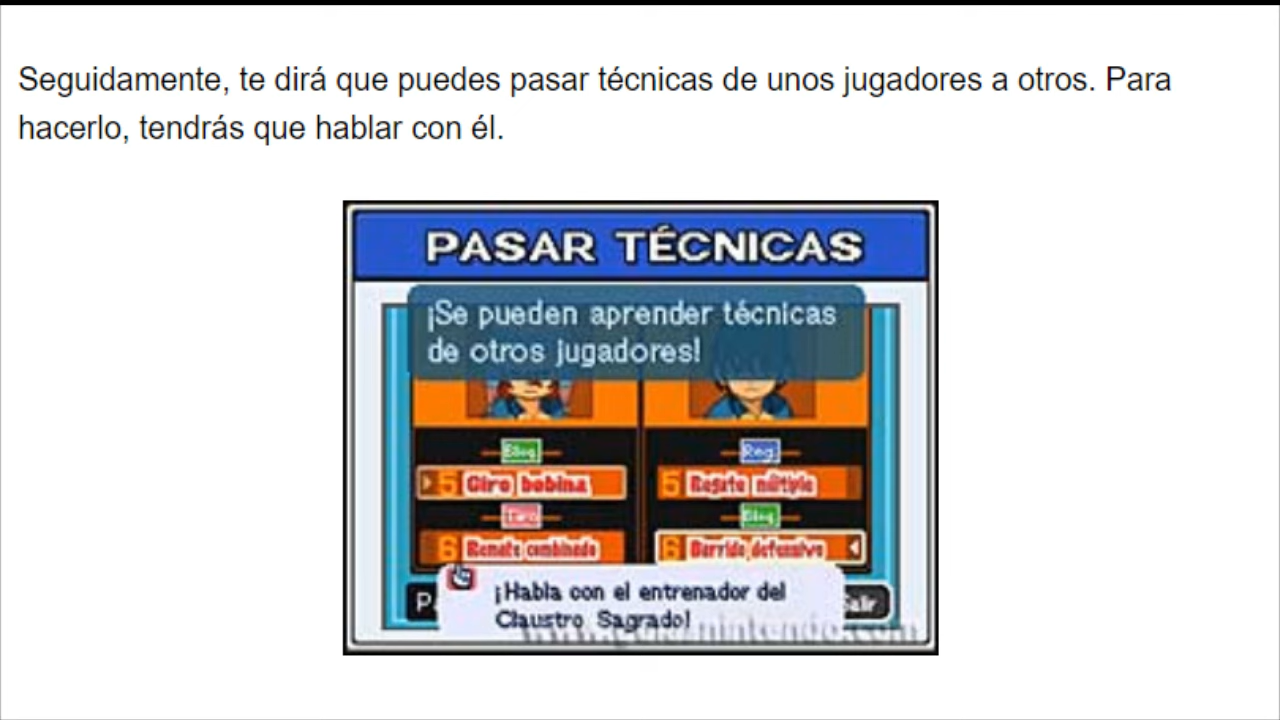 Seguidamente, te dirá que puedes pasar técnicas de unos jugadores a otros. Para
hacerlo, tendrás que hablar con él.
PASAR TÉCNICAS
¡Se pueden aprender técnicas
de otros jugadores!
Bloq. Reg.
5 Giro bobina 5 Regate múltiple
Bloq.
6 Remate combinado 6 Barrido defensivo
¡Habla con el entrenador del
Claustro Sagrado!